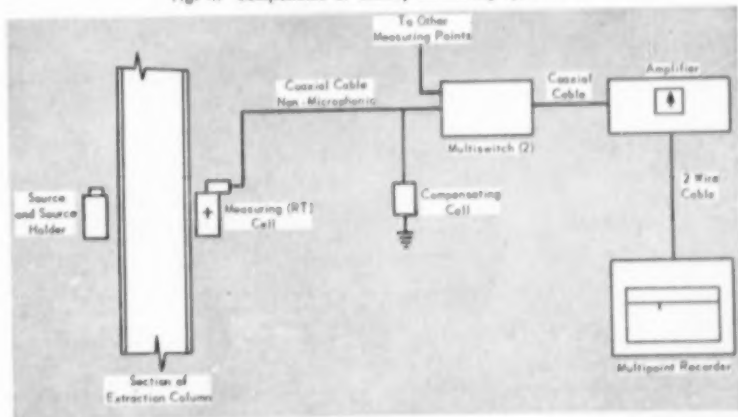 To Other
Measuring Points
Coaxial Cable
Non-Microphonic
Coaxial
Cable
Amplifier
Multiswitch (2)
Source
and Source
Holder
Measuring (RT)
Cell
Compensating
Cell
2 Wire
Cable
Section of
Extraction Column
Multipoint Recorder